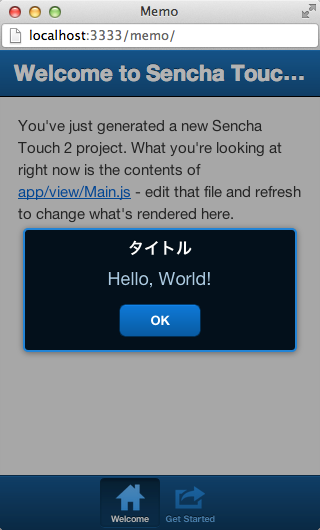 Memo
localhost:3333/memo/
Welcome to Sencha Touc...
You've just generated a new Sencha
Touch 2 project. What you're looking at
right now is the contents of
app/view/Main.js - edit that file and refresh
to change what's rendered here.
タイトル
Hello, World!
OK
Welcome
Get Started